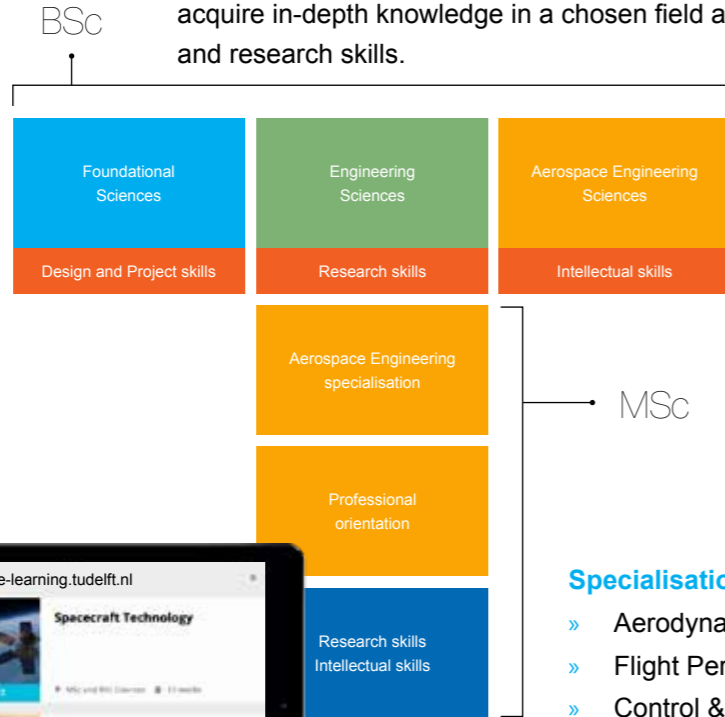 BSc
acquire in-depth knowledge in a chosen field a
and research skills.
Foundational
Sciences
Engineering
Sciences
Aerospace Engineering
Sciences
Design and Project skills
Research skills
Intellectual skills
Aerospace Engineering
specialisation
MSc
Professional
orientation
e-learning.tudelft.nl
Spacecraft Technology
Research skills
Intellectual skills
Specialisatio
» Aerodyna
» Flight Per
» Control &